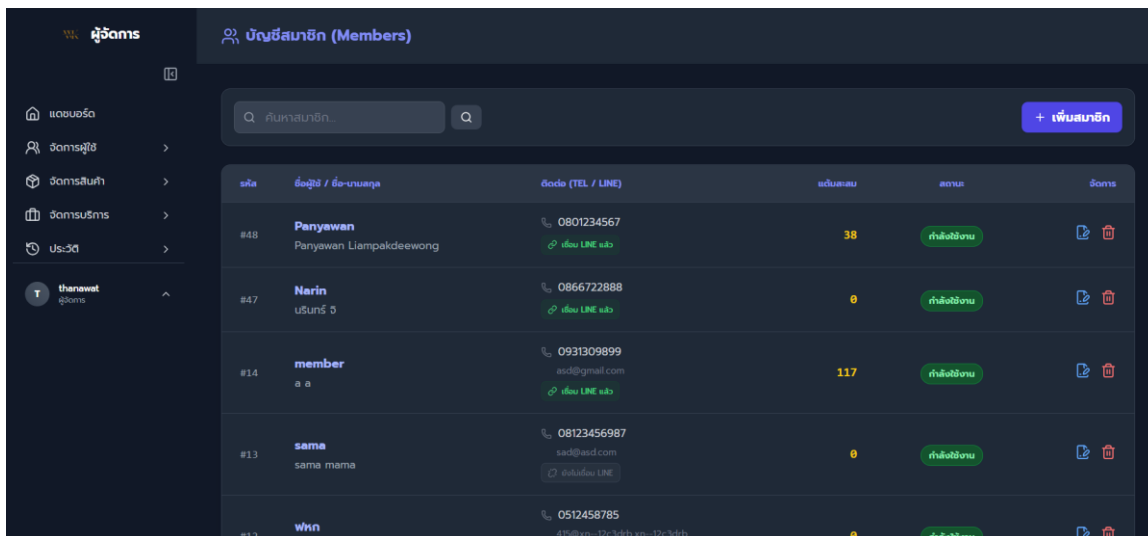 ผู้จัดการ
บัญชีสมาชิก (Members)
แดชบอร์ด
จัดการผู้ใช้
จัดการสินค้า
จัดการบริการ
ประวัติ
T
thanawat
ผู้จัดการ
ค้นหาสมาชิก...
+ เพิ่มสมาชิก
รหัส ชื่อผู้ใช้ / ชื่อ-นามสกุล ติดต่อ (TEL / LINE) แต้มสะสม สถานะ จัดการ
#48 Panyawan 0801234567 38 กำลังใช้งาน
Panyawan Liampakdeewong เชื่อม LINE แล้ว
#47 Narin 0866722888 0 กำลังใช้งาน
นรินทร์ วิ เชื่อม LINE แล้ว
#14 member 0931309899 117 กำลังใช้งาน
a a asd@gmail.com
เชื่อม LINE แล้ว
#13 sama 08123456987 0 กำลังใช้งาน
sama mama sad@asd.com
ยังไม่เชื่อม LINE
ฟหก 0512458785